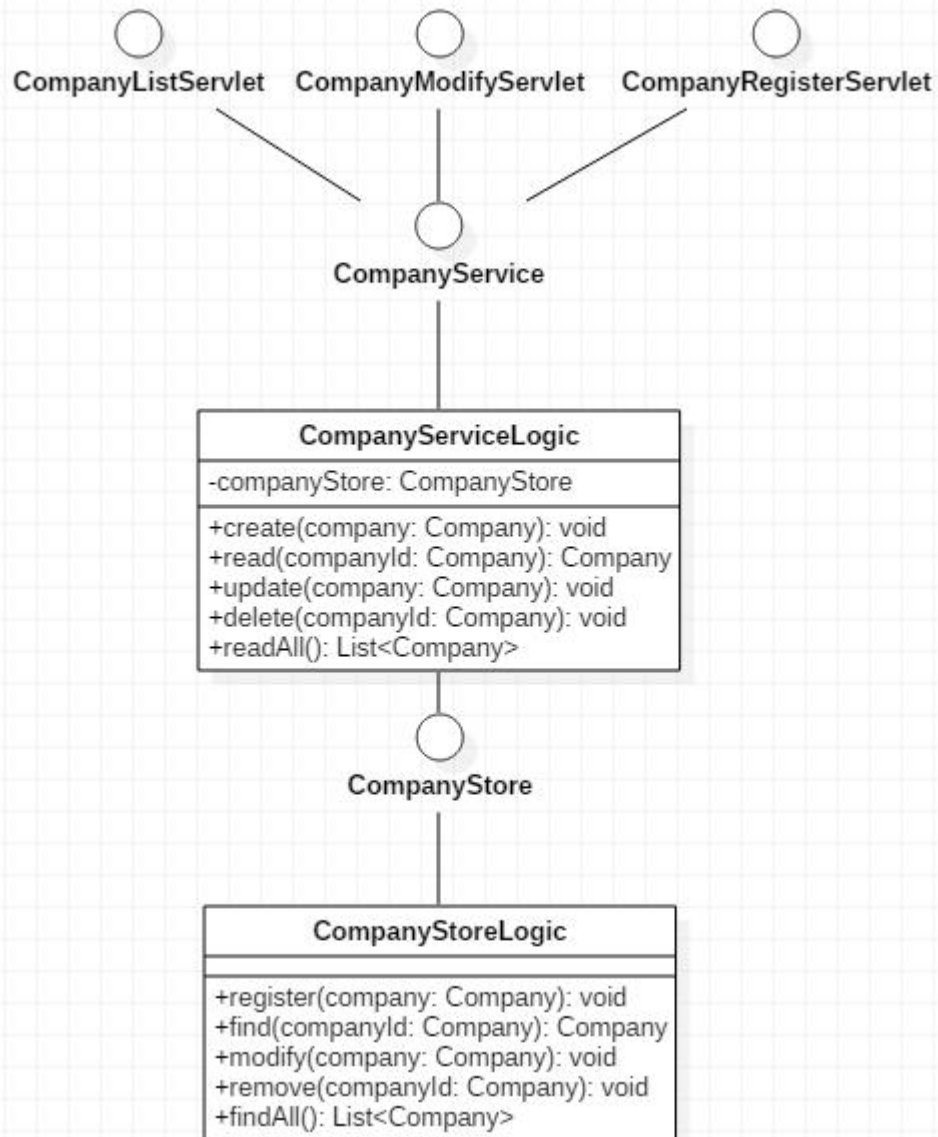 CompanyListServlet CompanyModifyServlet CompanyRegisterServlet
CompanyService
CompanyServiceLogic
-companyStore: CompanyStore
+create(company: Company): void
+read(companyId: Company): Company
+update(company: Company): void
+delete(companyId: Company): void
+readAll(): List<Company>
CompanyStore
CompanyStoreLogic
+register(company: Company): void
+find(companyId: Company): Company
+modify(company: Company): void
+remove(companyId: Company): void
+findAll(): List<Company>